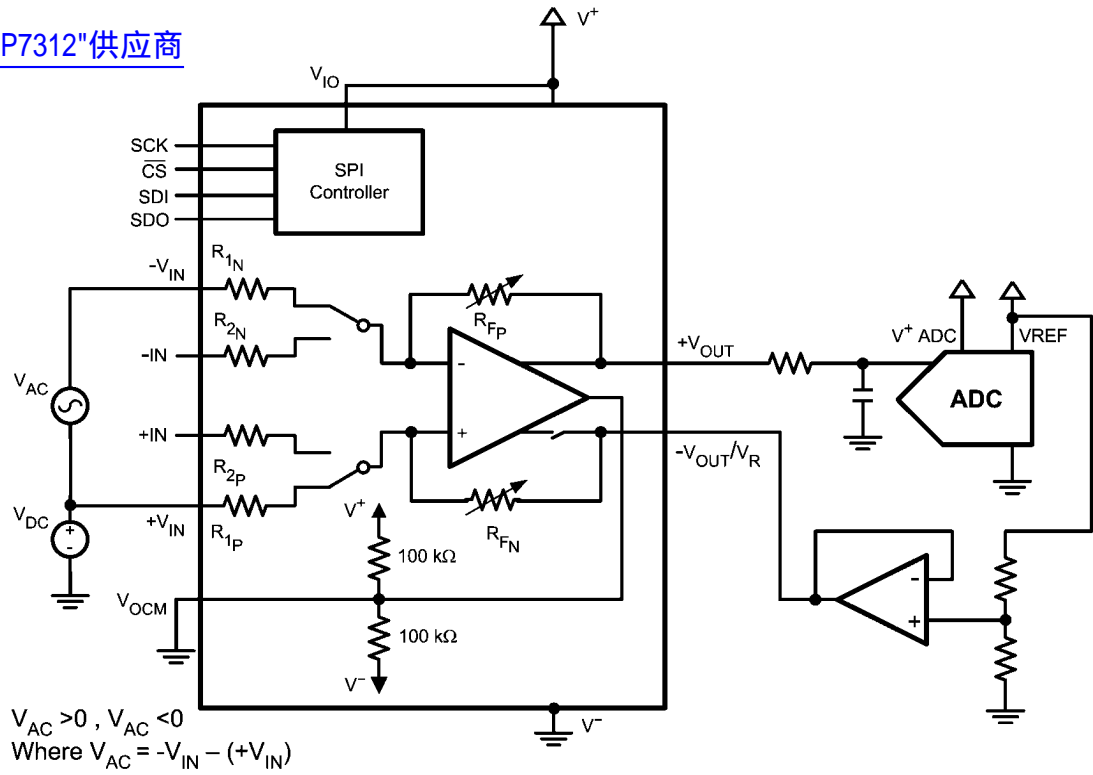 P7312"供应商
V+
VIO
SCK
CS
SDI
SDO
SPI
Controller
-VIN
R1N
R2N
-IN
RFP
+VOUT
V+ ADC
VREF
ADC
VAC
+IN
R2P
-VOUT/VR
VDC
+VIN
R1P
V+
RFN
100 kΩ
VOCM
100 kΩ
V-
V-
-
+
-
+
+
-
VAC >0 , VAC <0
Where VAC = -VIN – (+VIN)